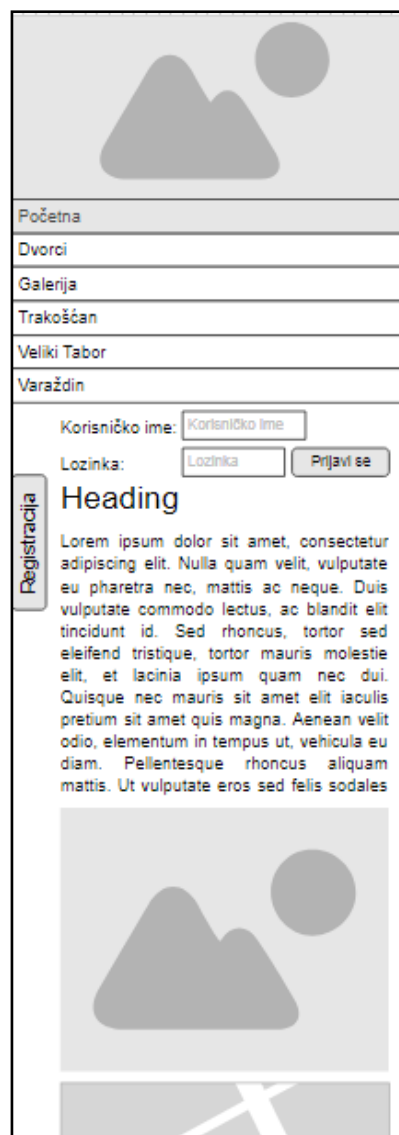 Početna
Dvorci
Galerija
Trakošćan
Veliki Tabor
Varaždin
Korisničko ime: Korisničko ime
Lozinka: Lozinka Prijavi se
Registracija
Heading
Lorem ipsum dolor sit amet, consectetur
adipiscing elit. Nulla quam velit, vulputate
eu pharetra nec, mattis ac neque. Duis
vulputate commodo lectus, ac blandit elit
tincidunt id. Sed rhoncus, tortor sed
eleifend tristique, tortor mauris molestie
elit, et lacinia ipsum quam nec dui.
Quisque nec mauris sit amet elit iaculis
pretium sit amet quis magna. Aenean velit
odio, elementum in tempus ut, vehicula eu
diam. Pellentesque rhoncus aliquam
mattis. Ut vulputate eros sed felis sodales